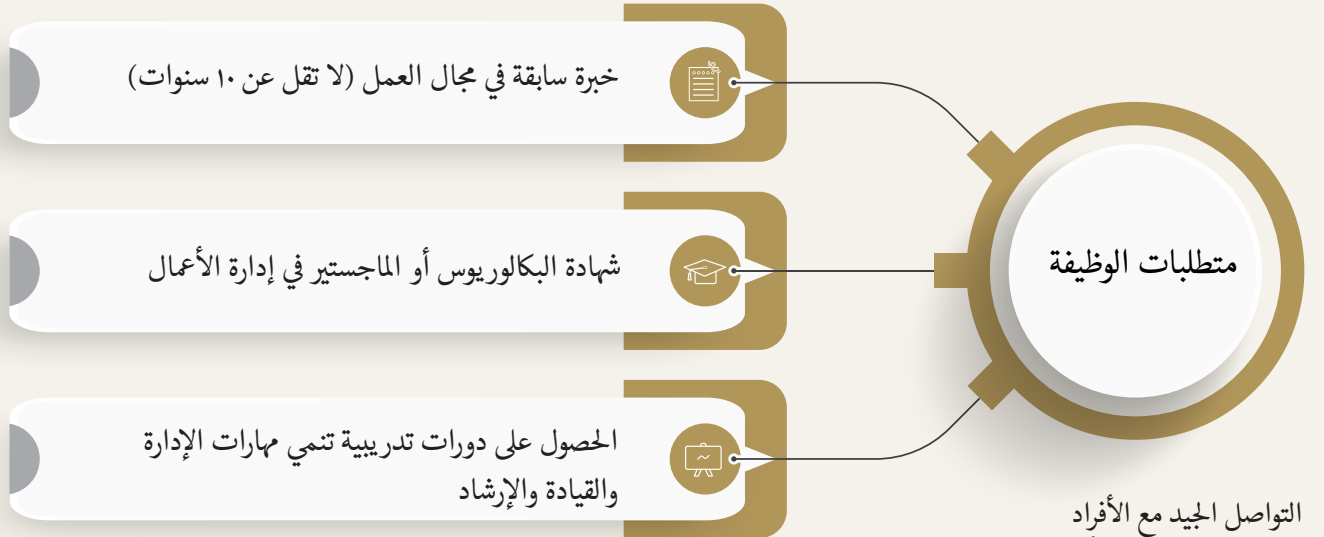 متطلبات الوظيفة
خبرة سابقة في مجال العمل (لا تقل عن ١٠ سنوات)
شهادة البكالوريوس أو الماجستير في إدارة الأعمال
الحصول على دورات تدريبية تنمي مهارات الإدارة
والقيادة والإرشاد
التواصل الجيد مع الأفراد